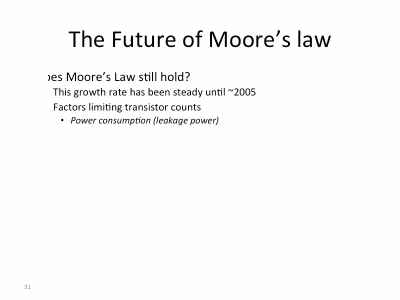 The Future of Moore's law
oes Moore's Law still hold?
This growth rate has been steady until ~2005
Factors limiting transistor counts
• Power consumption (leakage power)
31